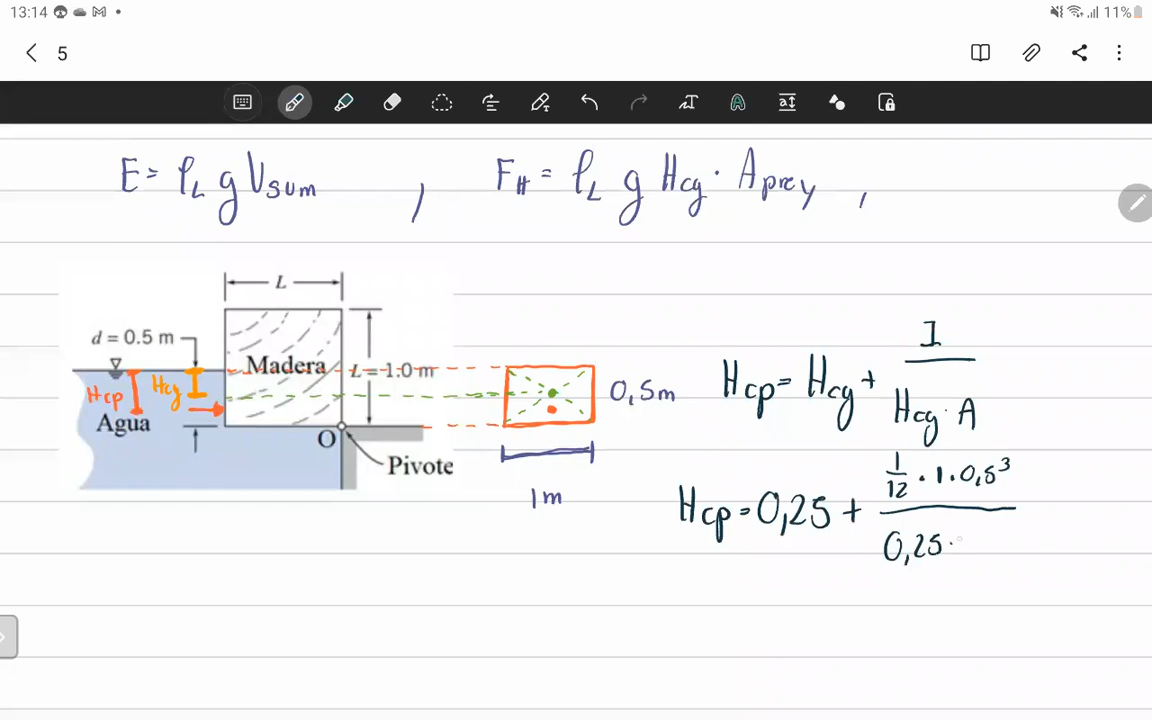 13:14 11%
5
E = ρL g Vsum , FH = ρL g Hcg · Aproy ,
L
d = 0.5 m
Madera
L = 1.0 m
Hcp Hcg
Agua
O
Pivote
0,5m
1m
Hcp = Hcg + I / Hcg · A
Hcp = 0,25 + 1/12 · 1 · 0,5³ / 0,25 ·